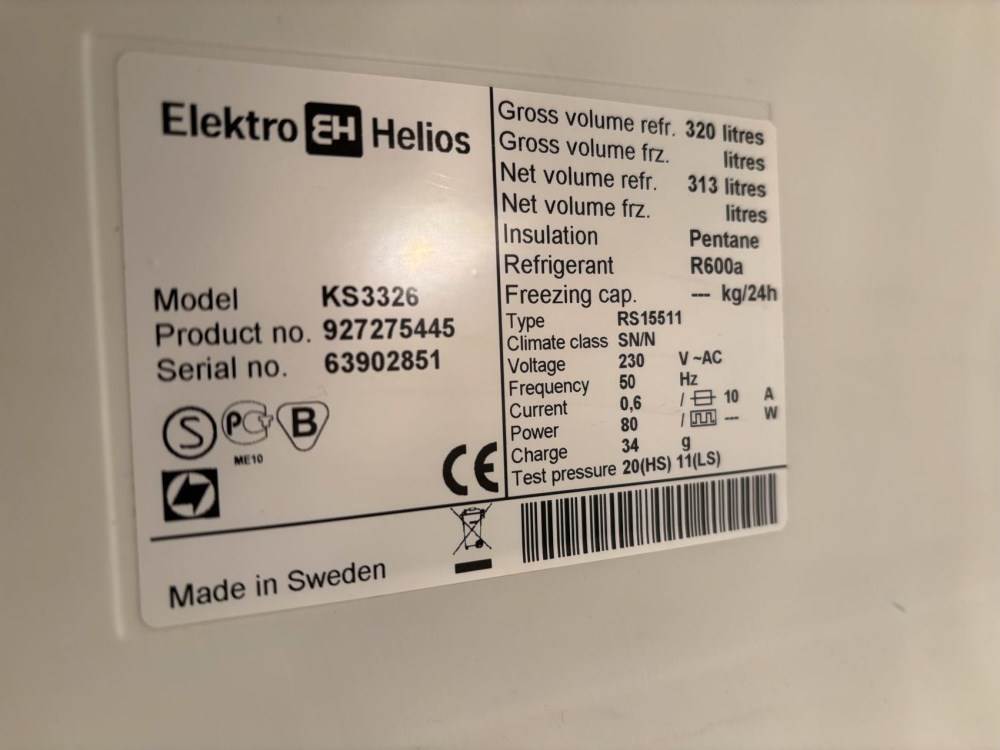 Elektro EH Helios
Model KS3326
Product no. 927275445
Serial no. 63902851
S PCT B
ME10
CE
Gross volume refr. 320 litres
Gross volume frz. litres
Net volume refr. 313 litres
Net volume frz. litres
Insulation Pentane
Refrigerant R600a
Freezing cap. --- kg/24h
Type RS15511
Climate class SN/N
Voltage 230 V ~AC
Frequency 50 Hz
Current 0,6 / 10 A
Power 80 / --- W
Charge 34 g
Test pressure 20(HS) 11(LS)
Made in Sweden